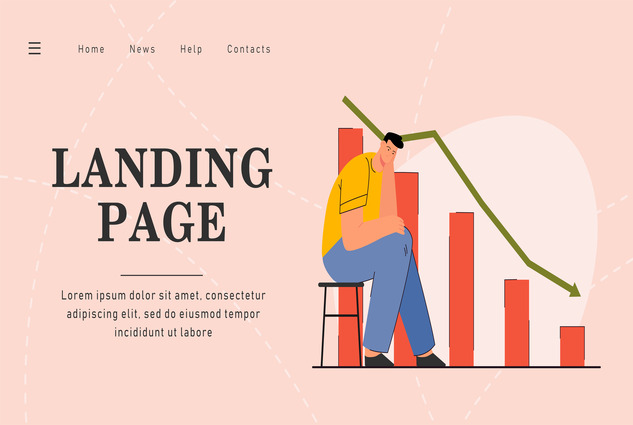 Home News Help Contacts
LANDING
PAGE
Lorem ipsum dolor sit amet, consectetur
adipiscing elit, sed do eiusmod tempor
incididunt ut labore